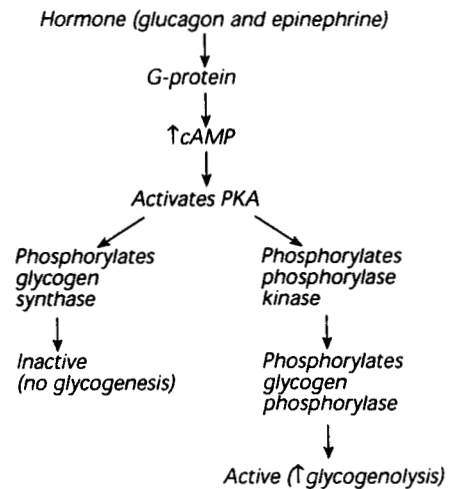 Hormone (glucagon and epinephrine)
G-protein
↑cAMP
Activates PKA
Phosphorylates
glycogen
synthase
Inactive
(no glycogenesis)
Phosphorylates
phosphorylase
kinase
Phosphorylates
glycogen
phosphorylase
Active (↑glycogenolysis)